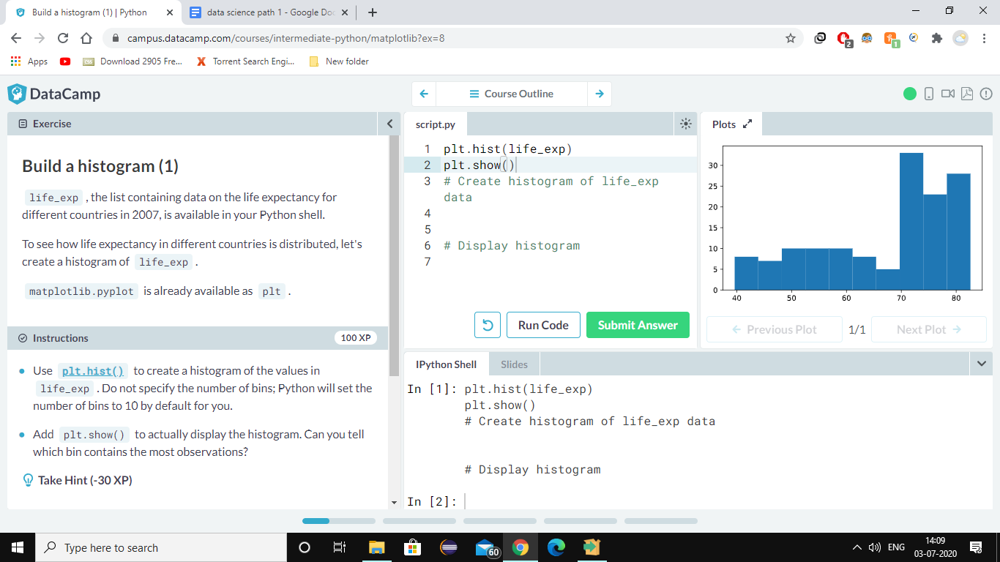 Build a histogram (1) | Python
data science path 1 - Google Doc
campus.datacamp.com/courses/intermediate-python/matplotlib?ex=8
2
1
Apps
css
Download 2905 Fre...
Torrent Search Engi...
New folder
DataCamp
Course Outline
Exercise
Build a histogram (1)
life_exp , the list containing data on the life expectancy for
different countries in 2007, is available in your Python shell.
To see how life expectancy in different countries is distributed, let's
create a histogram of life_exp .
matplotlib.pyplot is already available as plt .
Instructions
100 XP
Use plt.hist() to create a histogram of the values in
life_exp . Do not specify the number of bins; Python will set the
number of bins to 10 by default for you.
Add plt.show() to actually display the histogram. Can you tell
which bin contains the most observations?
Take Hint (-30 XP)
script.py
1 plt.hist(life_exp)
2 plt.show()
3 # Create histogram of life_exp
data
4
5
6 # Display histogram
7
Run Code
Submit Answer
Plots
30
25
20
15
10
5
0
40 50 60 70 80
Previous Plot
1/1
Next Plot
IPython Shell
Slides
In [1]: plt.hist(life_exp)
plt.show()
# Create histogram of life_exp data
# Display histogram
In [2]:
Type here to search
60
ENG
14:09
03-07-2020